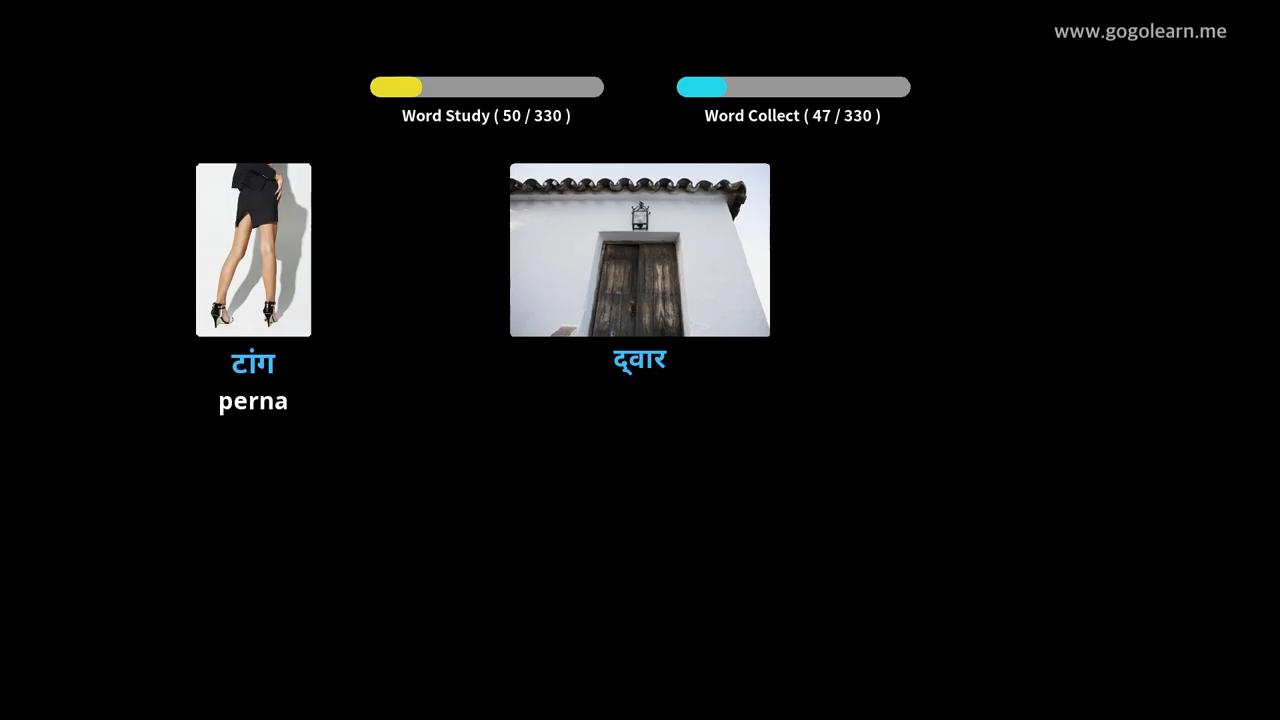 www.gogolearn.me
Word Study ( 50 / 330 )
Word Collect ( 47 / 330 )
टांग
perna
द्वार